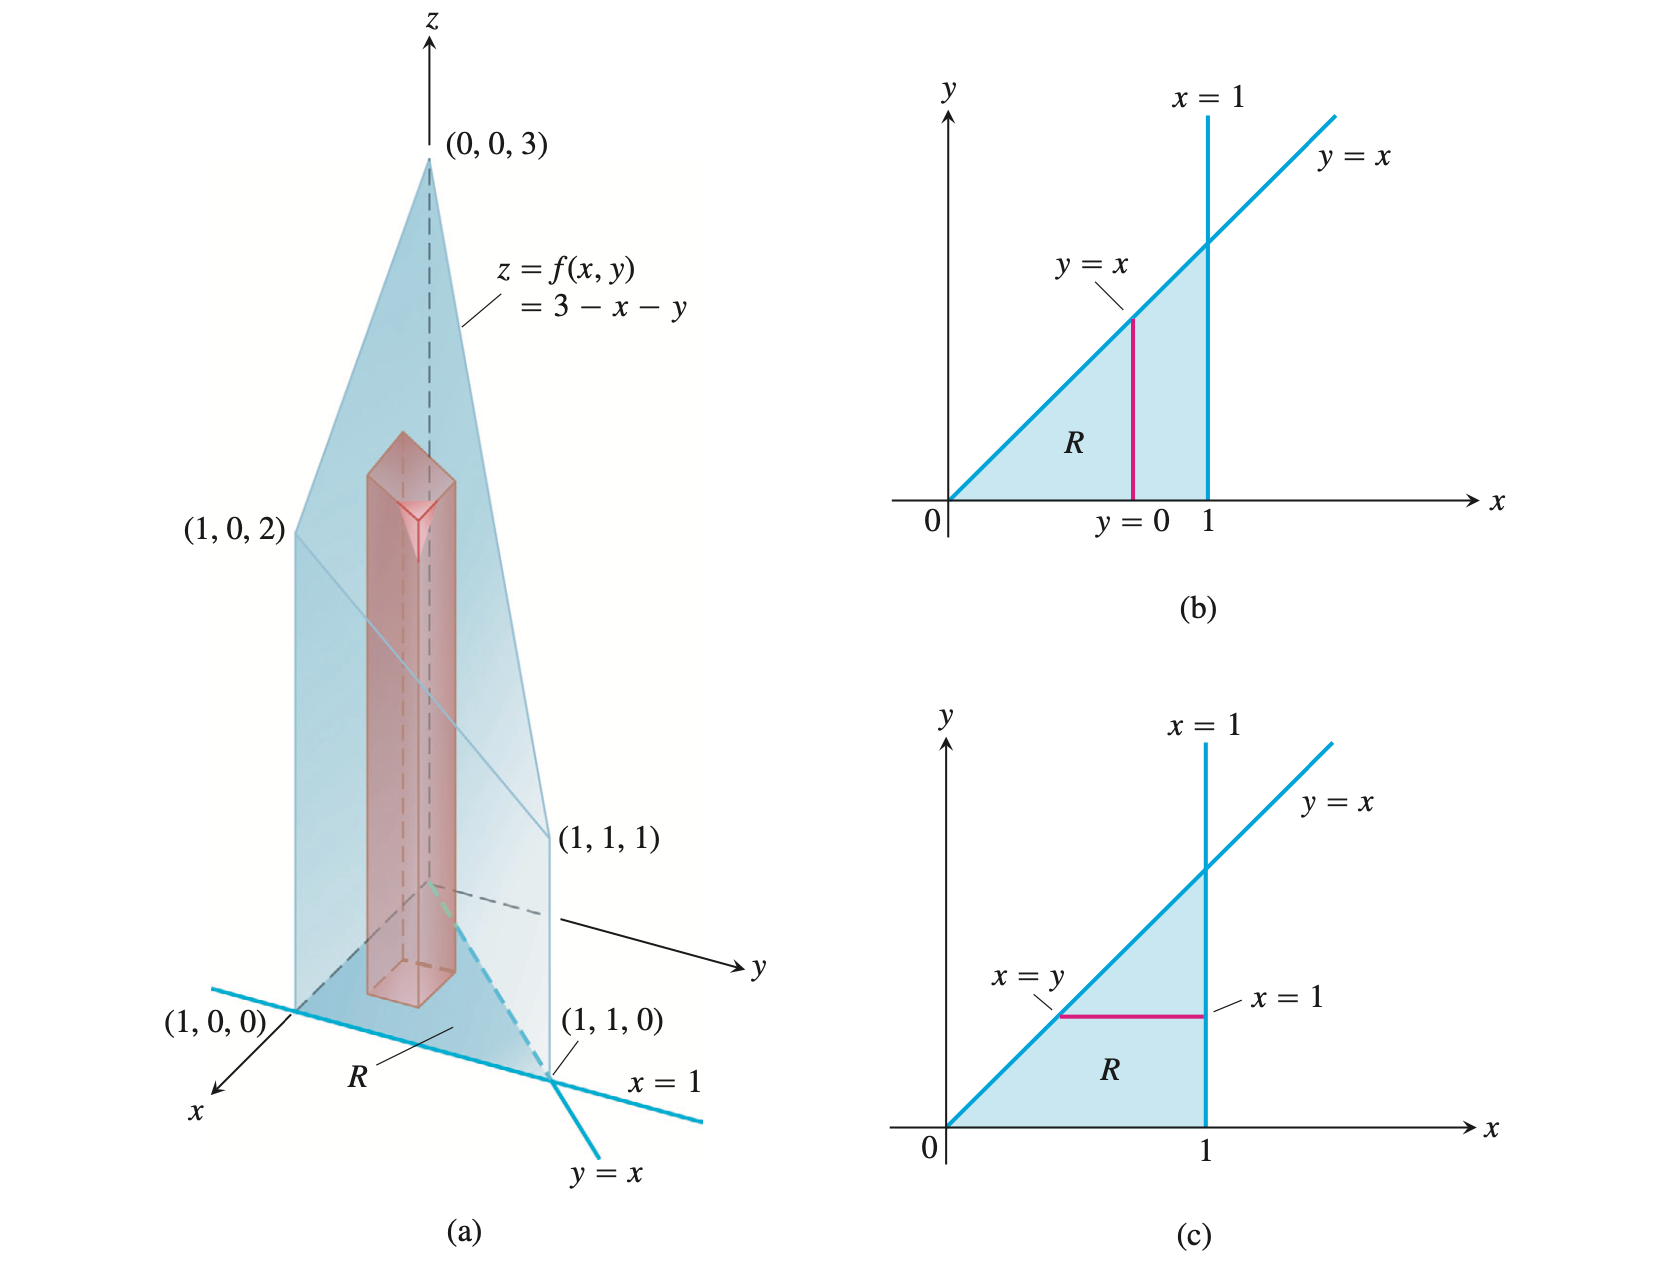 z
(0, 0, 3)
z = f(x, y)
= 3 − x − y
(1, 0, 2)
(1, 1, 1)
y
(1, 0, 0)
(1, 1, 0)
R
x = 1
x
y = x
(a)
y
x = 1
y = x
y = x
R
x
0
y = 0
1
(b)
y
x = 1
y = x
x = y
x = 1
R
x
0
1
(c)